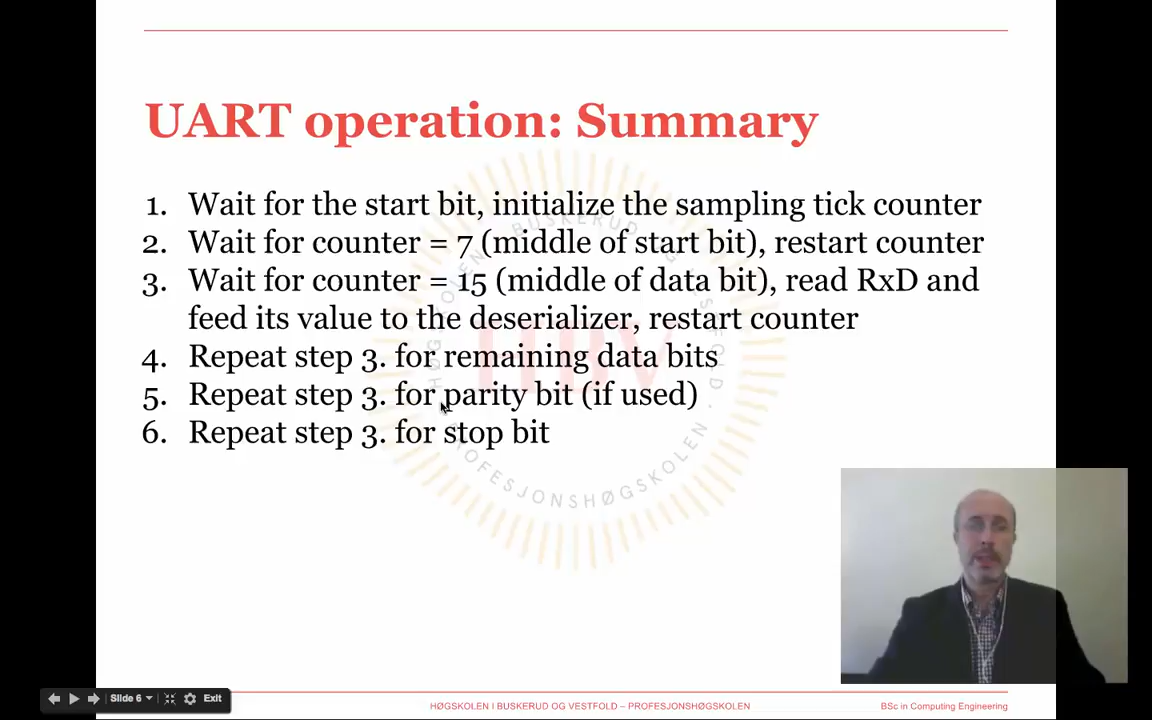 UART operation: Summary
1. Wait for the start bit, initialize the sampling tick counter
2. Wait for counter = 7 (middle of start bit), restart counter
3. Wait for counter = 15 (middle of data bit), read RxD and
feed its value to the deserializer, restart counter
4. Repeat step 3. for remaining data bits
5. Repeat step 3. for parity bit (if used)
6. Repeat step 3. for stop bit
HBV
PROFESJONSHØGSKOLEN
Slide 6 Exit
HØGSKOLEN I BUSKERUD OG VESTFOLD – PROFESJONSHØGSKOLEN
BSc in Computing Engineering